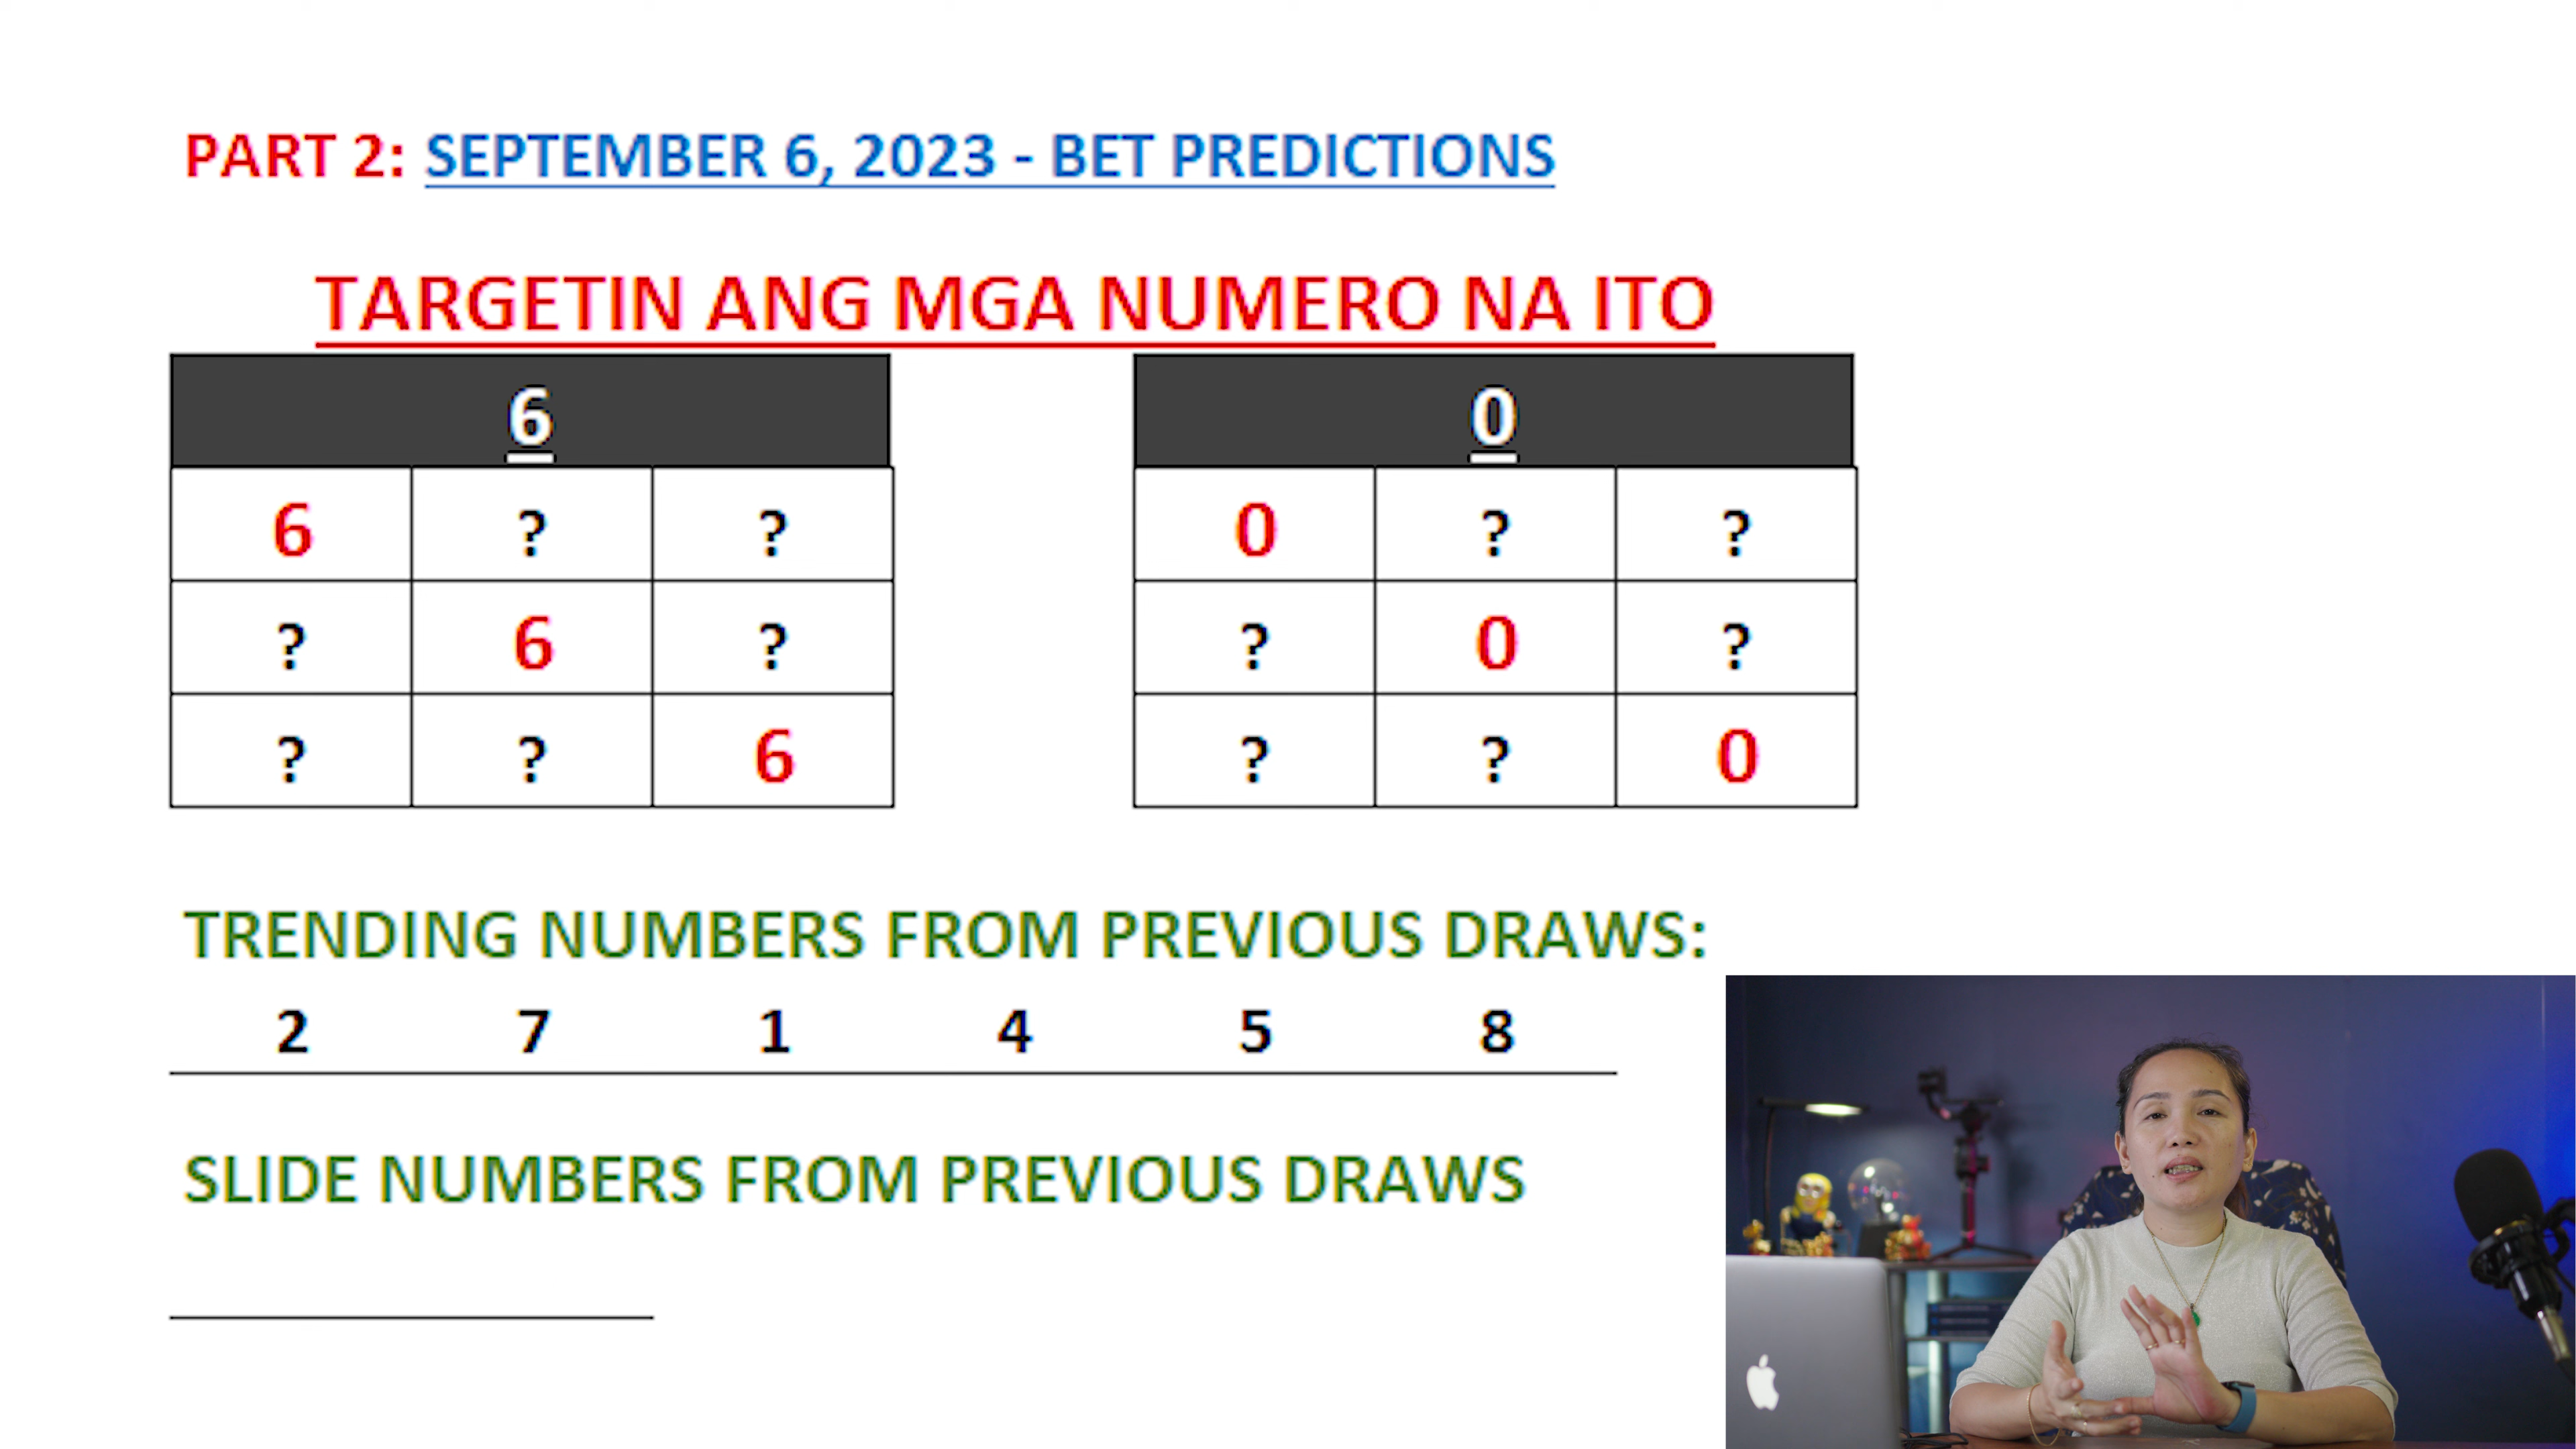 PART 2: SEPTEMBER 6, 2023 - BET PREDICTIONS
TARGETIN ANG MGA NUMERO NA ITO
6
6 ? ?
? 6 ?
? ? 6
0
0 ? ?
? 0 ?
? ? 0
TRENDING NUMBERS FROM PREVIOUS DRAWS:
2 7 1 4 5 8
SLIDE NUMBERS FROM PREVIOUS DRAWS